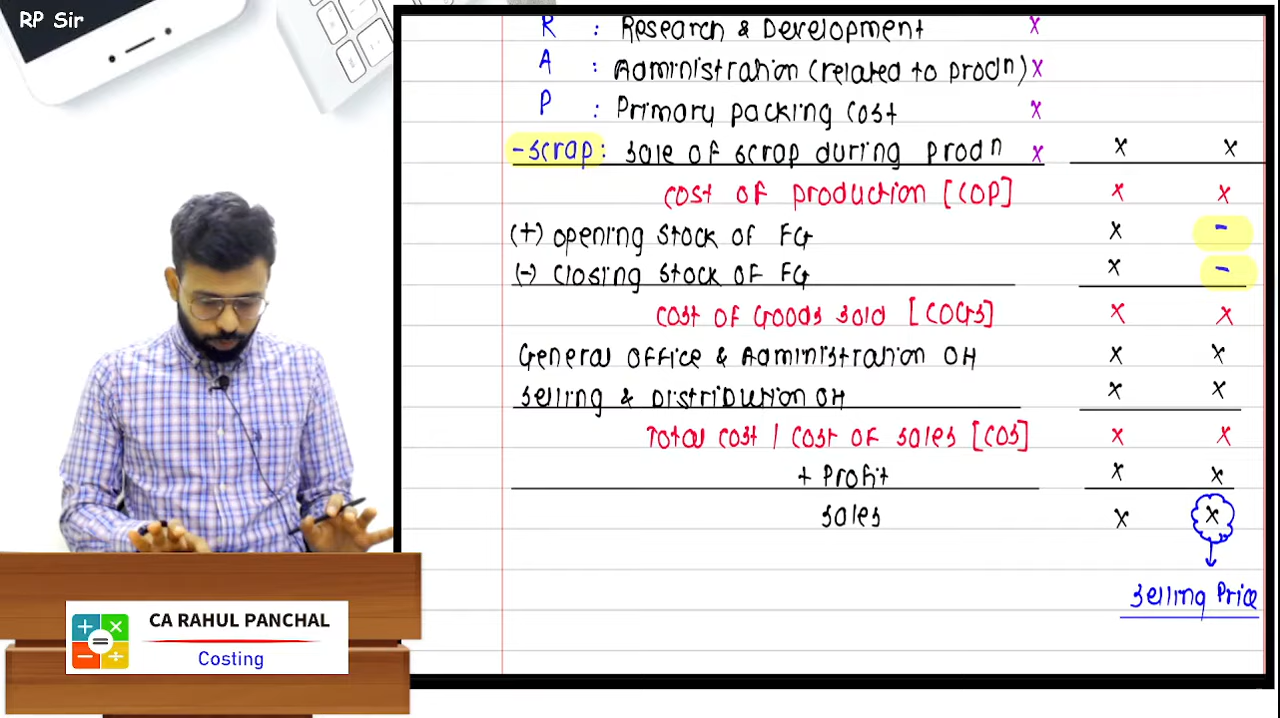 RP Sir
R : Research & Development x
A : Administration (related to prodn) x
P : Primary packing cost x
-scrap : sale of scrap during prodn x x x
cost of production [COP] x x
(+) opening stock of FG x -
(-) closing stock of FG x -
cost of Goods sold [COGS] x x
General office & Administration OH x x
selling & Distribution OH x x
Total cost / cost of sales [COS] x x
+ Profit x x
sales x x
selling Price
CA RAHUL PANCHAL
Costing